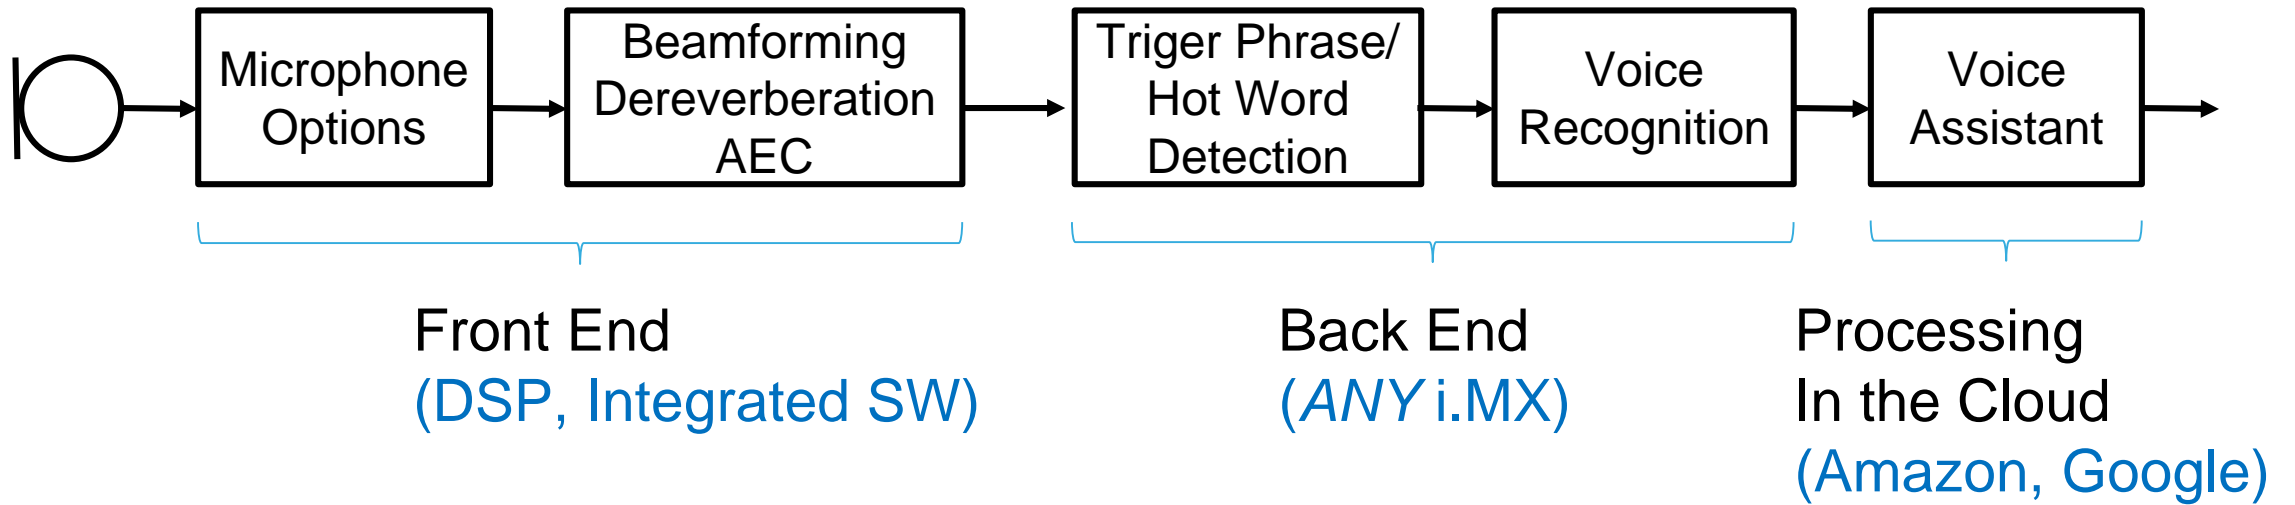 Microphone
Options
Beamforming
Dereverberation
AEC
Triger Phrase/
Hot Word
Detection
Voice
Recognition
Voice
Assistant
Front End
(DSP, Integrated SW)
Back End
(ANY i.MX)
Processing
In the Cloud
(Amazon, Google)